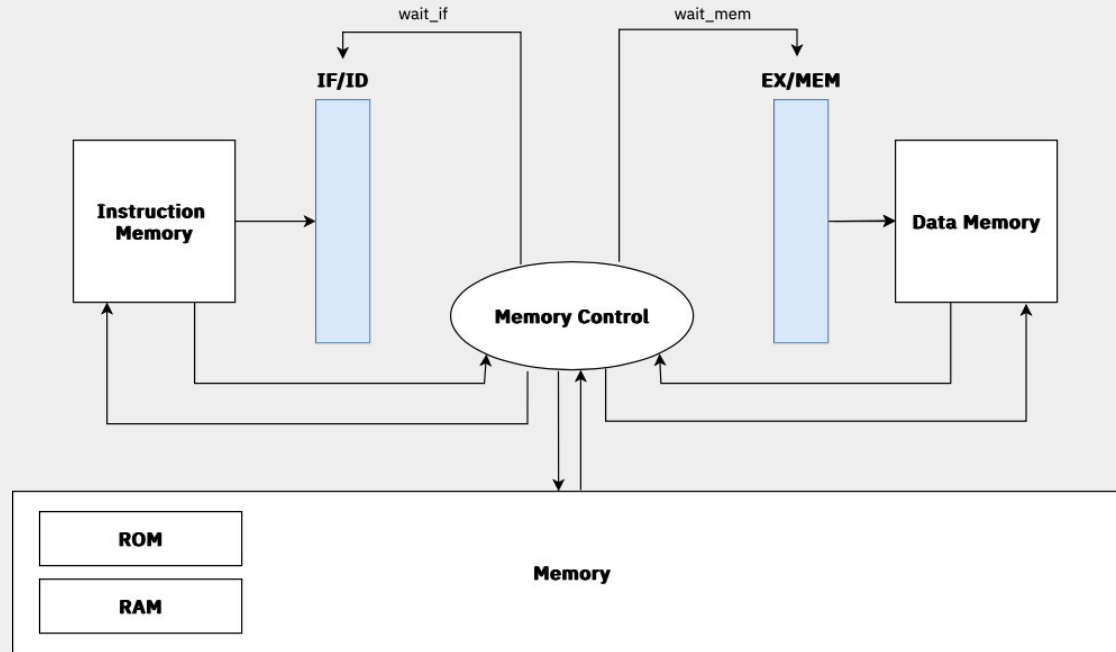 wait_if
wait_mem
IF/ID
EX/MEM
Instruction
Memory
Data Memory
Memory Control
ROM
Memory
RAM